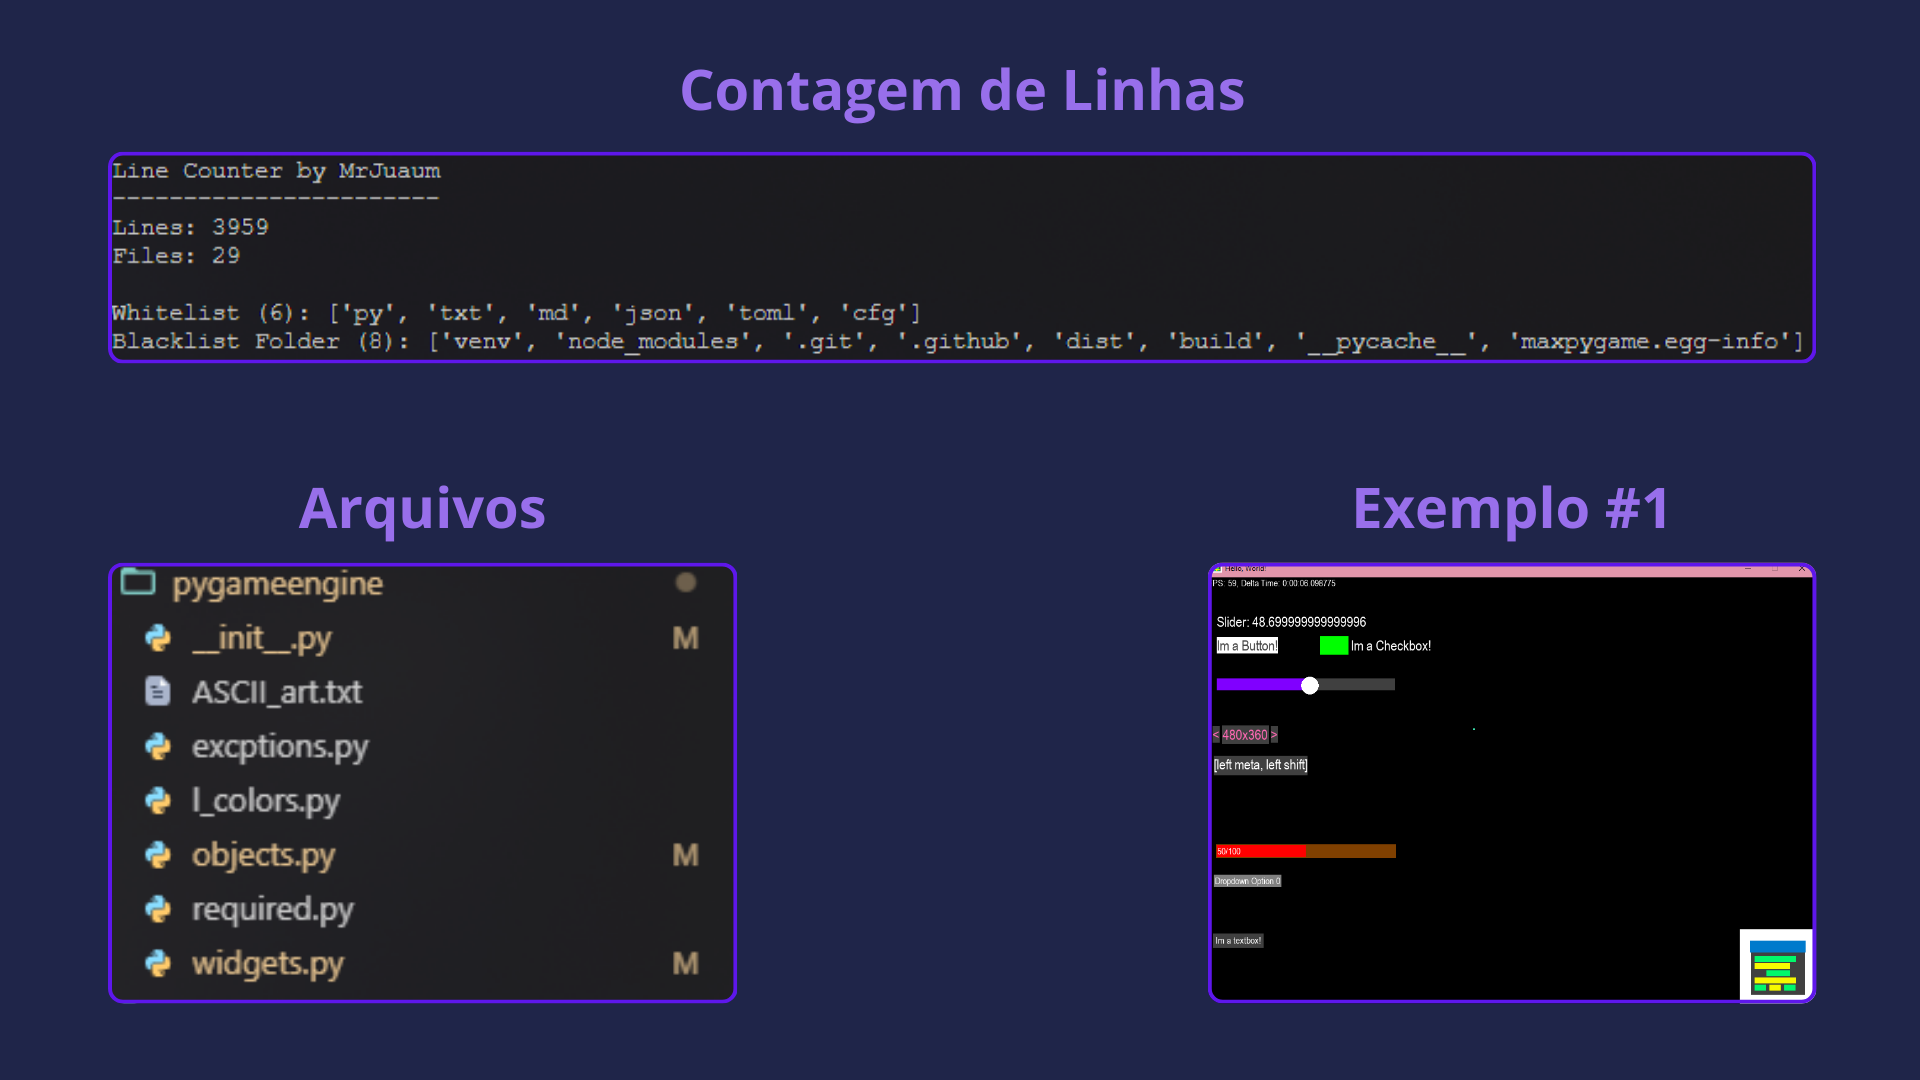 Contagem de Linhas
Line Counter by MrJuaum
-----------------------
Lines: 3959
Files: 29
Whitelist (6): ['py', 'txt', 'md', 'json', 'toml', 'cfg']
Blacklist Folder (8): ['venv', 'node_modules', '.git', '.github', 'dist', 'build', '__pycache__', 'maxpygame.egg-info']
Arquivos
pygameengine
__init__.py M
ASCII_art.txt
excptions.py
l_colors.py
objects.py M
required.py
widgets.py M
Exemplo #1
Hello, World!
PS: 59, Delta Time: 0:00:06.098775
Slider: 48.699999999999996
Im a Button! Im a Checkbox!
< 480x360 >
[left meta, left shift]
50/100
Dropdown Option 0
Im a textbox!